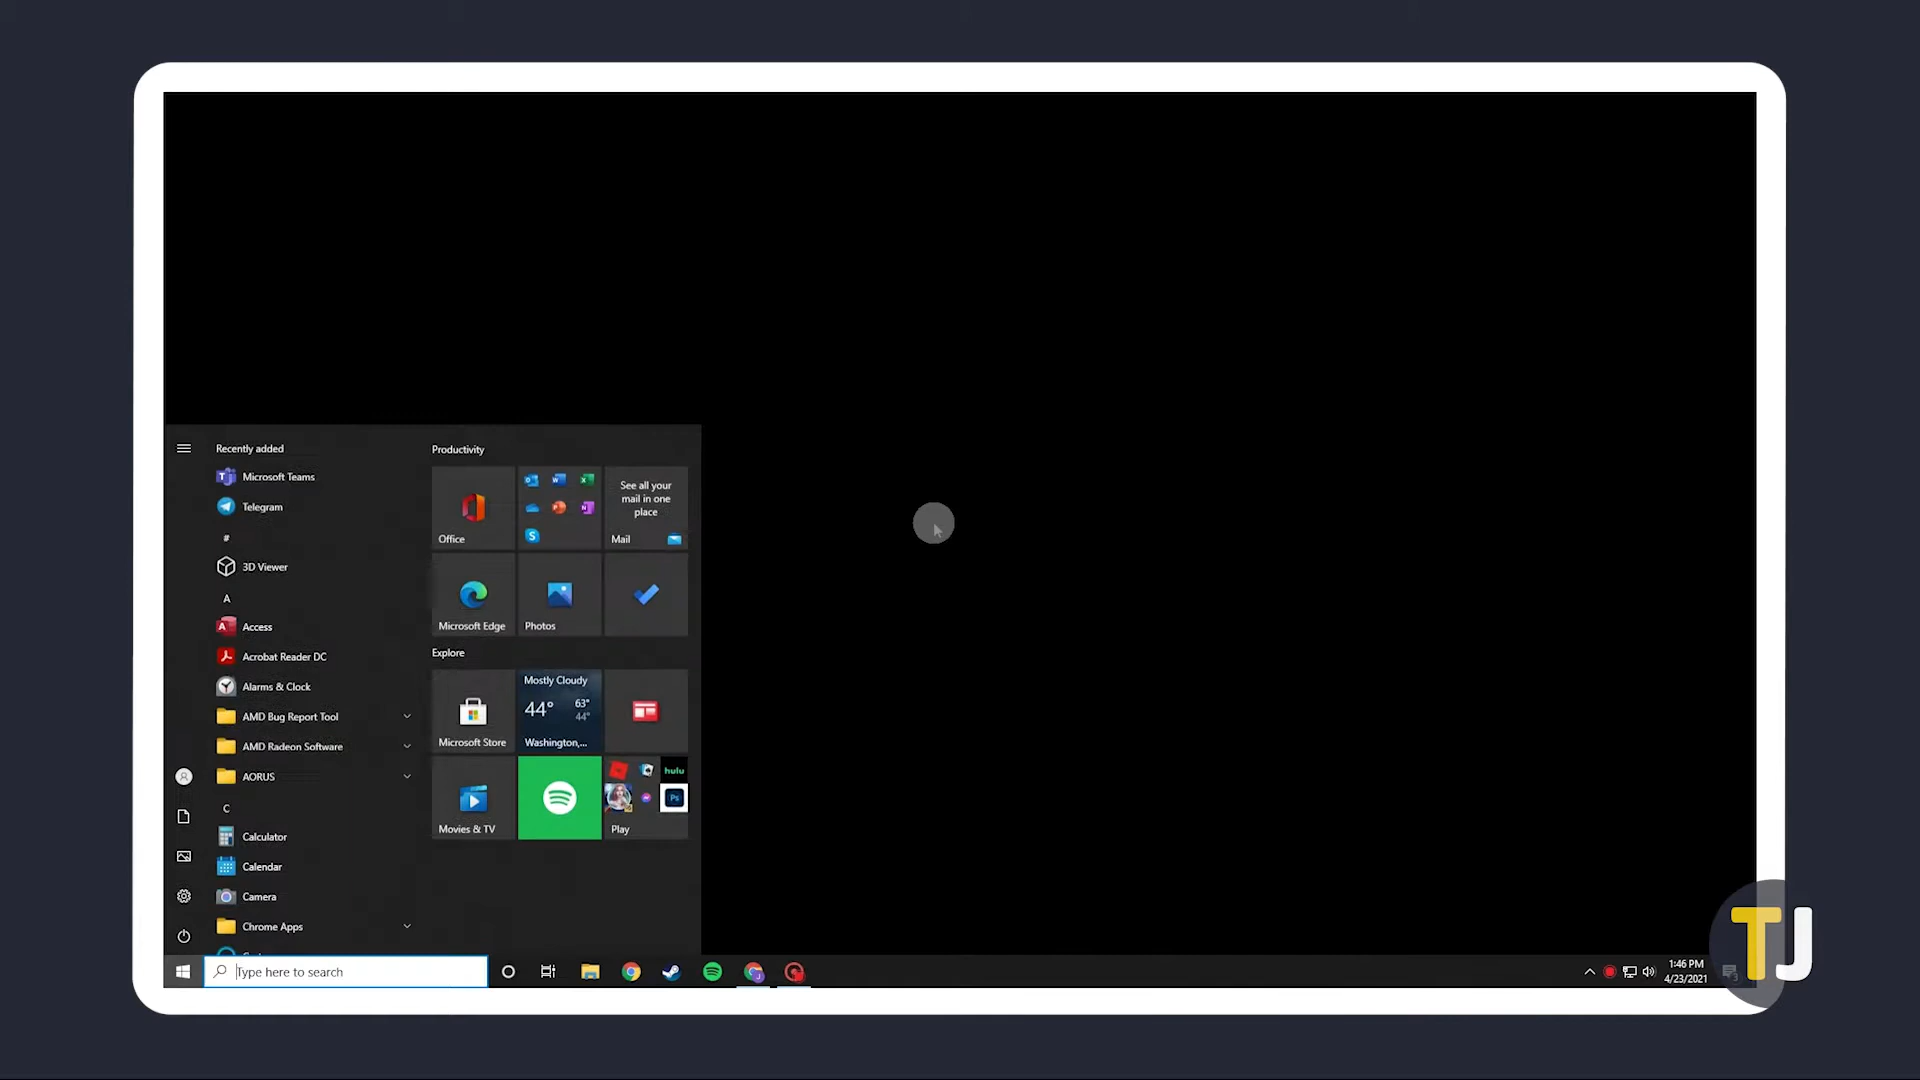 Recently added
Microsoft Teams
Telegram
#
3D Viewer
A
Access
Acrobat Reader DC
Alarms & Clock
AMD Bug Report Tool
AMD Radeon Software
AORUS
C
Calculator
Calendar
Camera
Chrome Apps
Productivity
Office
See all your
mail in one
place
Mail
Microsoft Edge
Photos
Explore
Microsoft Store
Mostly Cloudy
44° 63°
44°
Washington,...
Movies & TV
hulu
Ps
Play
Type here to search
1:46 PM
4/23/2021
TJ